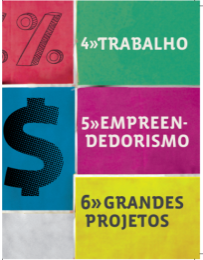 %
4» TRABALHO
$
5» EMPREEN-
DEDORISMO
6» GRANDES
PROJETOS